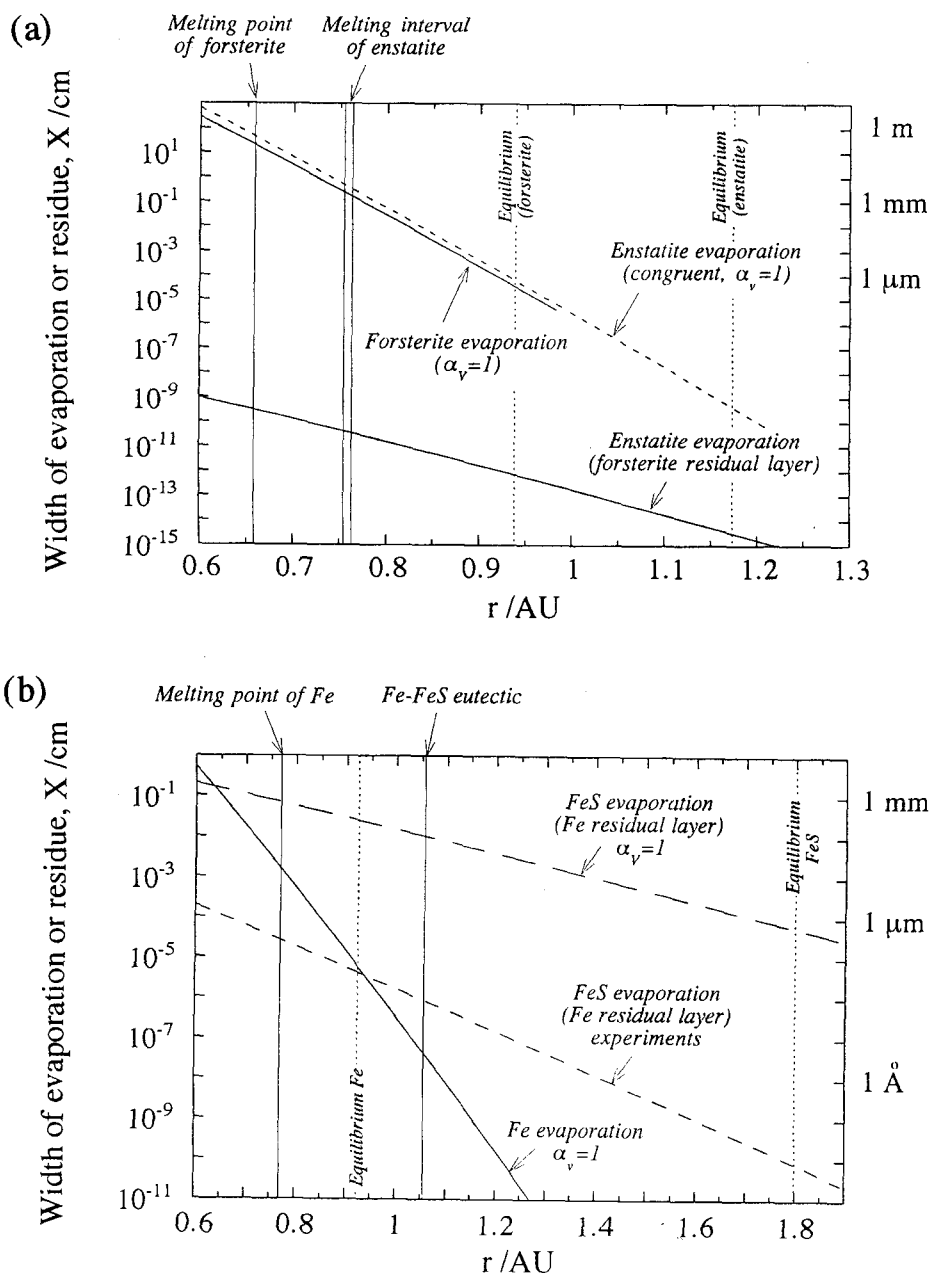 (a)
Melting point
of forsterite
Melting interval
of enstatite
Width of evaporation or residue, X /cm
10¹
10⁻¹
10⁻³
10⁻⁵
10⁻⁷
10⁻⁹
10⁻¹¹
10⁻¹³
10⁻¹⁵
1 m
1 mm
1 μm
Equilibrium
(forsterite)
Equilibrium
(enstatite)
Enstatite evaporation
(congruent, αᵥ=1)
Forsterite evaporation
(αᵥ=1)
Enstatite evaporation
(forsterite residual layer)
0.6 0.7 0.8 0.9 1 1.1 1.2 1.3
r /AU
(b)
Melting point of Fe
Fe-FeS eutectic
Width of evaporation or residue, X /cm
10⁻¹
10⁻³
10⁻⁵
10⁻⁷
10⁻⁹
10⁻¹¹
1 mm
1 μm
1 Å
FeS evaporation
(Fe residual layer)
αᵥ=1
Equilibrium
FeS
FeS evaporation
(Fe residual layer)
experiments
Equilibrium Fe
Fe evaporation
αᵥ=1
0.6 0.8 1 1.2 1.4 1.6 1.8
r /AU